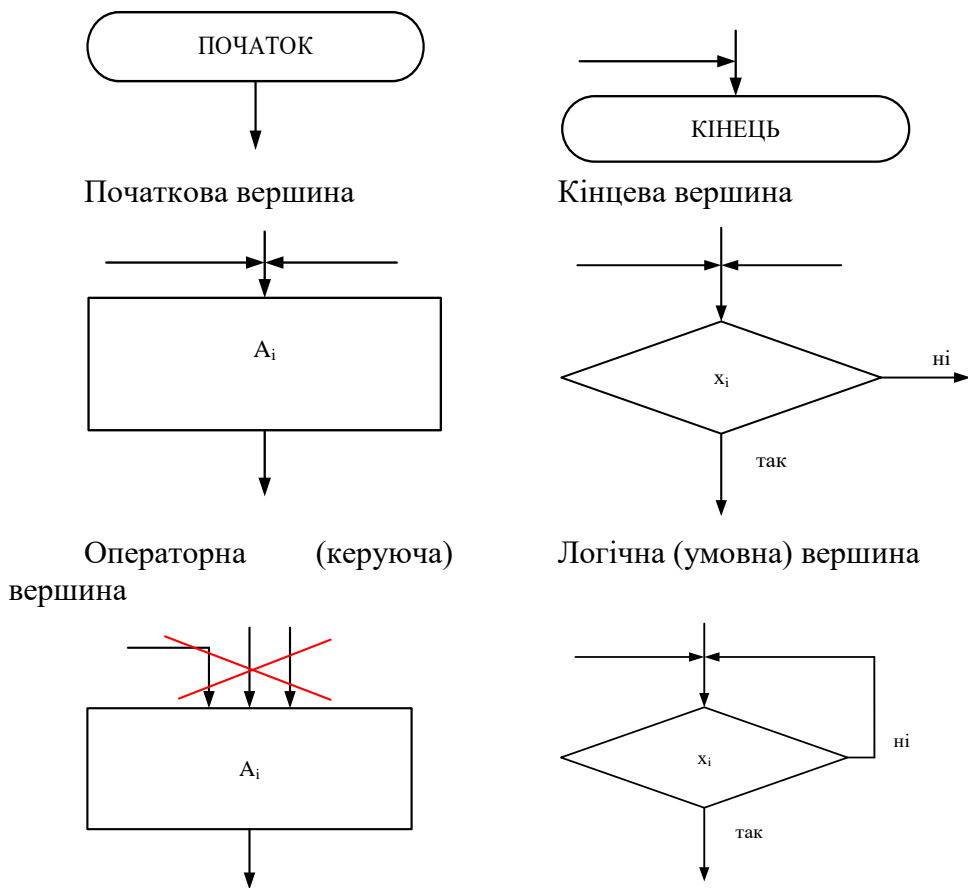 ПОЧАТОК
КІНЕЦЬ
Початкова вершина
Кінцева вершина
Ai
xi
ні
так
Операторна (керуюча)
вершина
Логічна (умовна) вершина
Ai
xi
ні
так